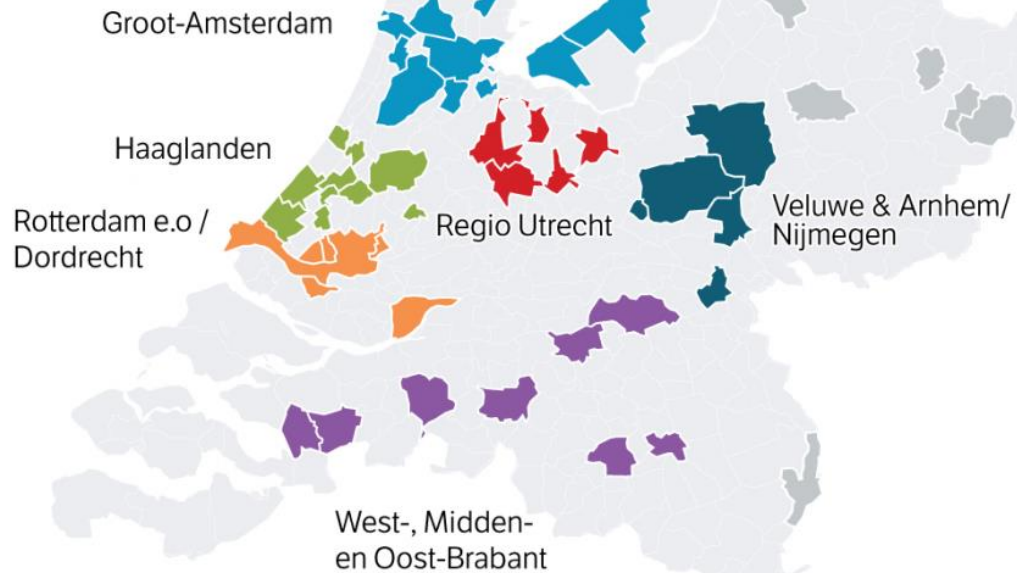 Groot-Amsterdam
Haaglanden
Rotterdam e.o /
Dordrecht
Regio Utrecht
Veluwe & Arnhem/
Nijmegen
West-, Midden-
en Oost-Brabant